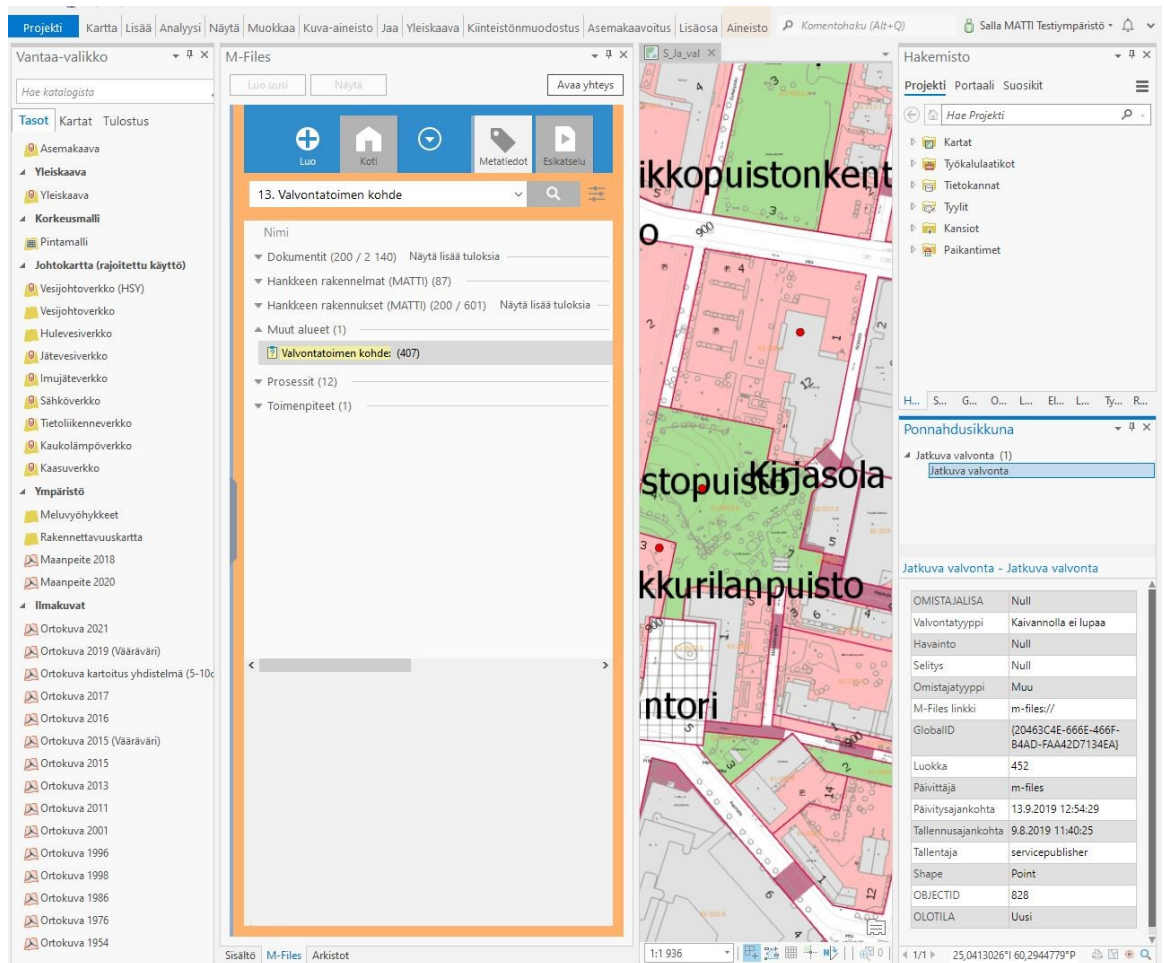 Projekti Kartta Lisää Analyysi Näytä Muokkaa Kuva-aineisto Jaa Yleiskaava Kiinteistönmuodostus Asemakaavoitus Lisäosa Aineisto Komentohaku (Alt+Q) Salla MATTI Testiympäristö
Vantaa-valikko
Hae katalogista
Tasot Kartat Tulostus
Asemakaava
Yleiskaava
Yleiskaava
Korkeusmalli
Pintamalli
Johtokartta (rajoitettu käyttö)
Vesijohtoverkko (HSY)
Vesijohtoverkko
Hulevesiverkko
Jätevesiverkko
Imujäteverkko
Sähköverkko
Tietoliikenneverkko
Kaukolämpöverkko
Kaasuverkko
Ympäristö
Meluvyöhykkeet
Rakennettavuuskartta
Maanpeite 2018
Maanpeite 2020
Ilmakuvat
Ortokuva 2021
Ortokuva 2019 (Vääräväri)
Ortokuva kartoitus yhdistelmä (5-10c
Ortokuva 2017
Ortokuva 2016
Ortokuva 2015 (Vääräväri)
Ortokuva 2015
Ortokuva 2013
Ortokuva 2011
Ortokuva 2001
Ortokuva 1996
Ortokuva 1998
Ortokuva 1986
Ortokuva 1976
Ortokuva 1954
M-Files
Luo uusi Näytä Avaa yhteys
Luo Koti Metatiedot Esikatselu
13. Valvontatoimen kohde
Nimi
Dokumentit (200 / 2 140) Näytä lisää tuloksia
Hankkeen rakennelmat (MATTI) (87)
Hankkeen rakennukset (MATTI) (200 / 601) Näytä lisää tuloksia
Muut alueet (1)
Valvontatoimen kohde: (407)
Prosessit (12)
Toimenpiteet (1)
Sisältö M-Files Arkistot
S_Ja_val
ikkopuistonkent
o
900
stopuisto
Kirjasola
kkurilanpuisto
ntori
1:1 936
Hakemisto
Projekti Portaali Suosikit
Hae Projekti
Kartat
Työkalulaatikot
Tietokannat
Tyylit
Kansiot
Paikantimet
H... S... G... O... L... El... L... Ty... R...
Ponnahdusikkuna
Jatkuva valvonta (1)
Jatkuva valvonta
Jatkuva valvonta - Jatkuva valvonta
OMISTAJALISA Null
Valvontatyyppi Kaivannolla ei lupaa
Havainto Null
Selitys Null
Omistajatyyppi Muu
M-Files linkki m-files://
GlobalID {20463C4E-666E-466F-
B4AD-FAA42D7134EA}
Luokka 452
Päivittäjä m-files
Päivitysajankohta 13.9.2019 12:54:29
Tallennusajankohta 9.8.2019 11:40:25
Tallentaja servicepublisher
Shape Point
OBJECTID 828
OLOTILA Uusi
1/1 25,0413026°I 60,2944779°P